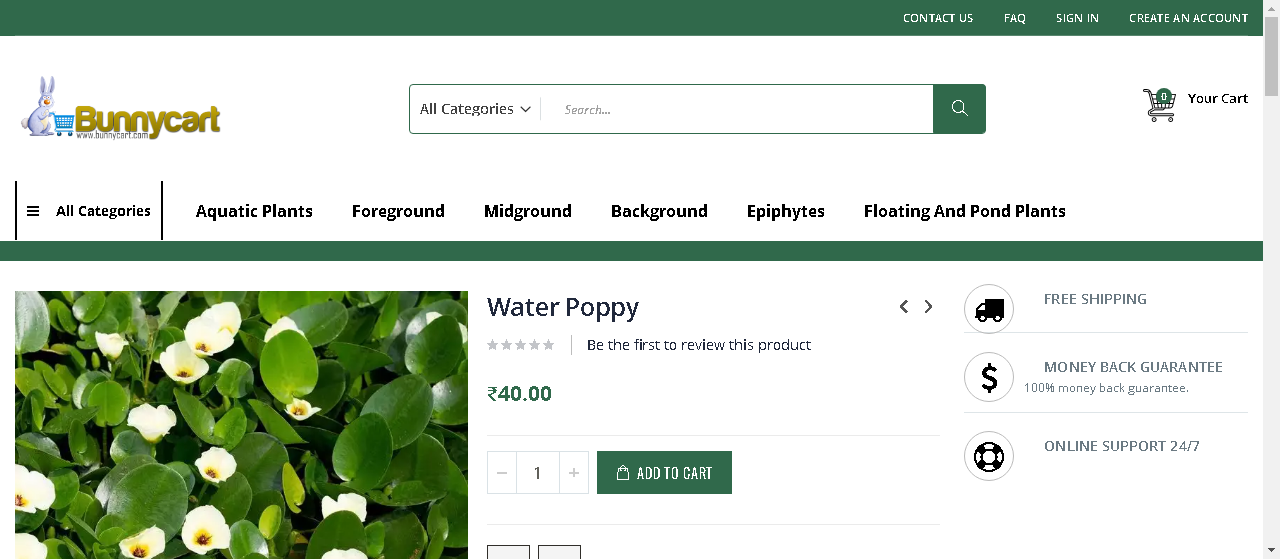 CONTACT US FAQ SIGN IN CREATE AN ACCOUNT
Bunnycart
www.bunnycart.com
All Categories Search... 0 Your Cart
All Categories Aquatic Plants Foreground Midground Background Epiphytes Floating And Pond Plants
Water Poppy
Be the first to review this product
₹40.00
1 ADD TO CART
FREE SHIPPING
MONEY BACK GUARANTEE
100% money back guarantee.
ONLINE SUPPORT 24/7